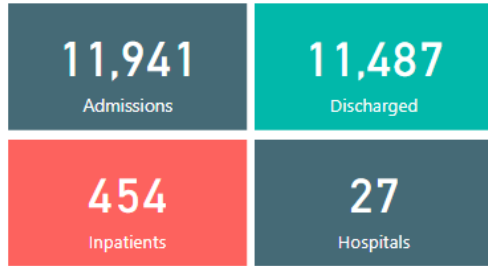 11,941
Admissions
11,487
Discharged
454
Inpatients
27
Hospitals